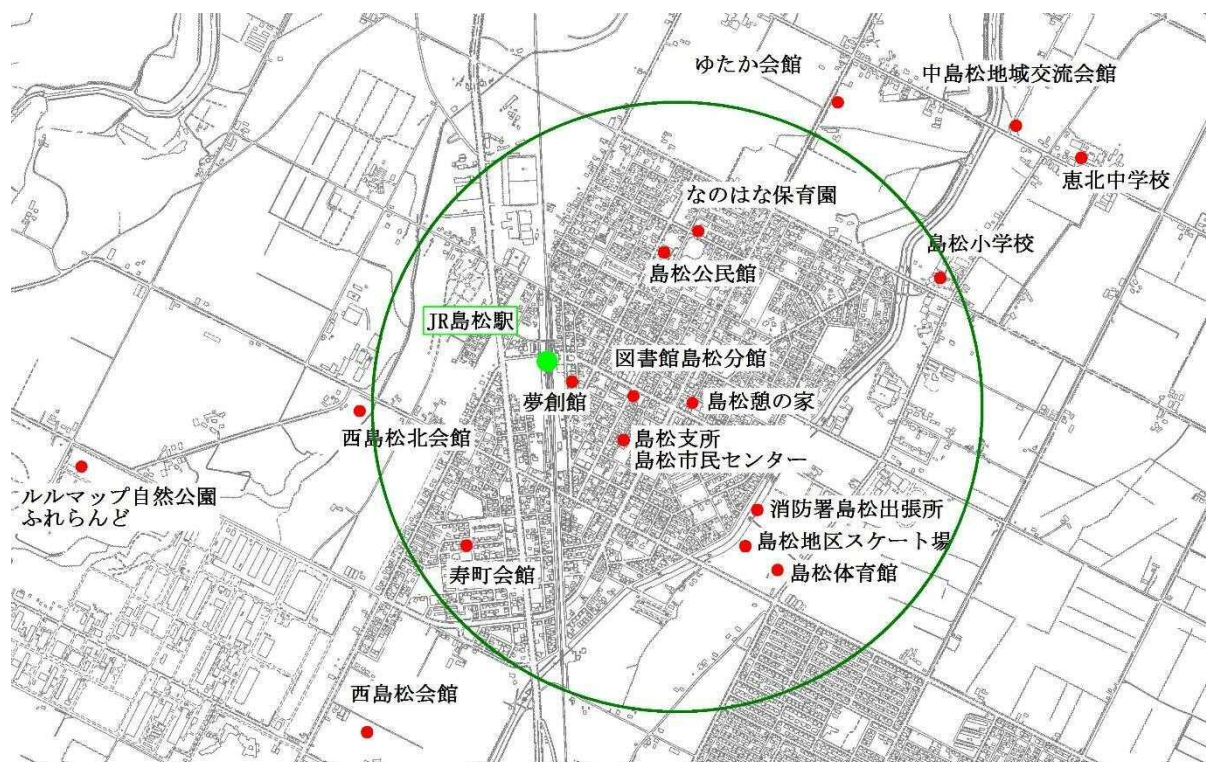 ゆたか会館
中島松地域交流会館
恵北中学校
なのはな保育園
島松小学校
島松公民館
JR島松駅
図書館島松分館
夢創館
島松憩の家
西島松北会館
島松支所
島松市民センター
ルルマップ自然公園
ふれらんど
消防署島松出張所
島松地区スケート場
島松体育館
寿町会館
西島松会館